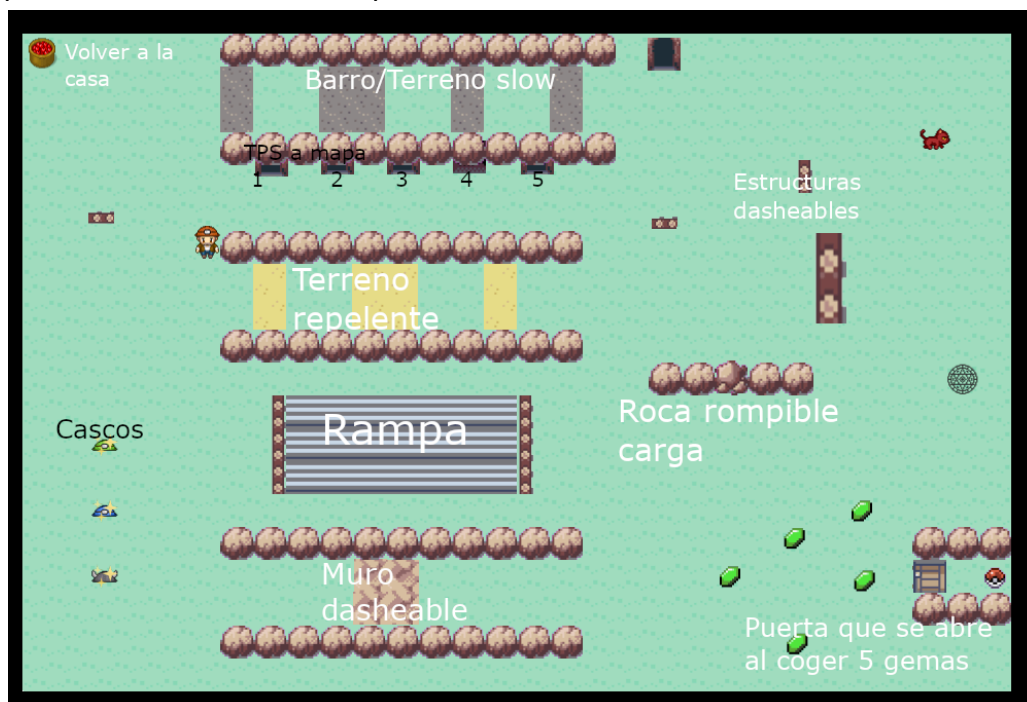 Volver a la
casa
Barro/Terreno slow
TPS a mapa
1 2 3 4 5
Estructuras
dasheables
Terreno
repelente
Rampa
Roca rompible
carga
Cascos
Muro
dasheable
Puerta que se abre
al coger 5 gemas